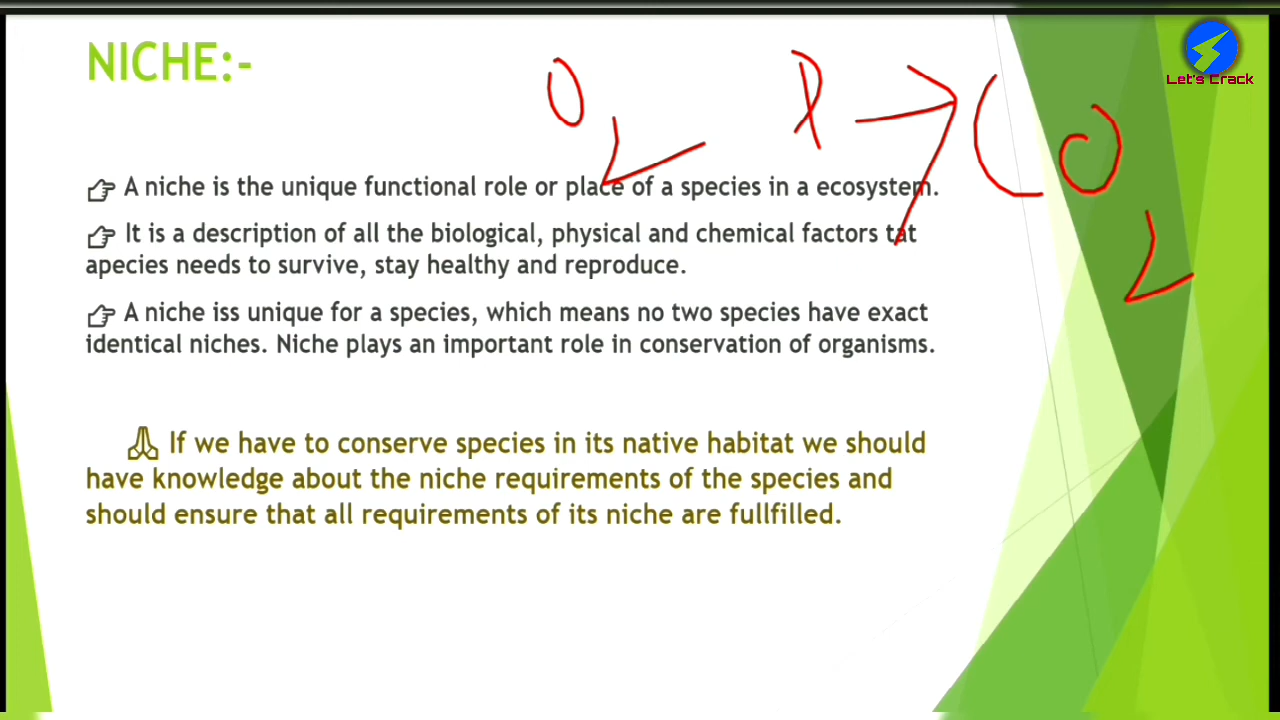 NICHE:-
Let's Crack
O2 P → CO2
A niche is the unique functional role or place of a species in a ecosystem.
It is a description of all the biological, physical and chemical factors tat
apecies needs to survive, stay healthy and reproduce.
A niche iss unique for a species, which means no two species have exact
identical niches. Niche plays an important role in conservation of organisms.
If we have to conserve species in its native habitat we should
have knowledge about the niche requirements of the species and
should ensure that all requirements of its niche are fullfilled.